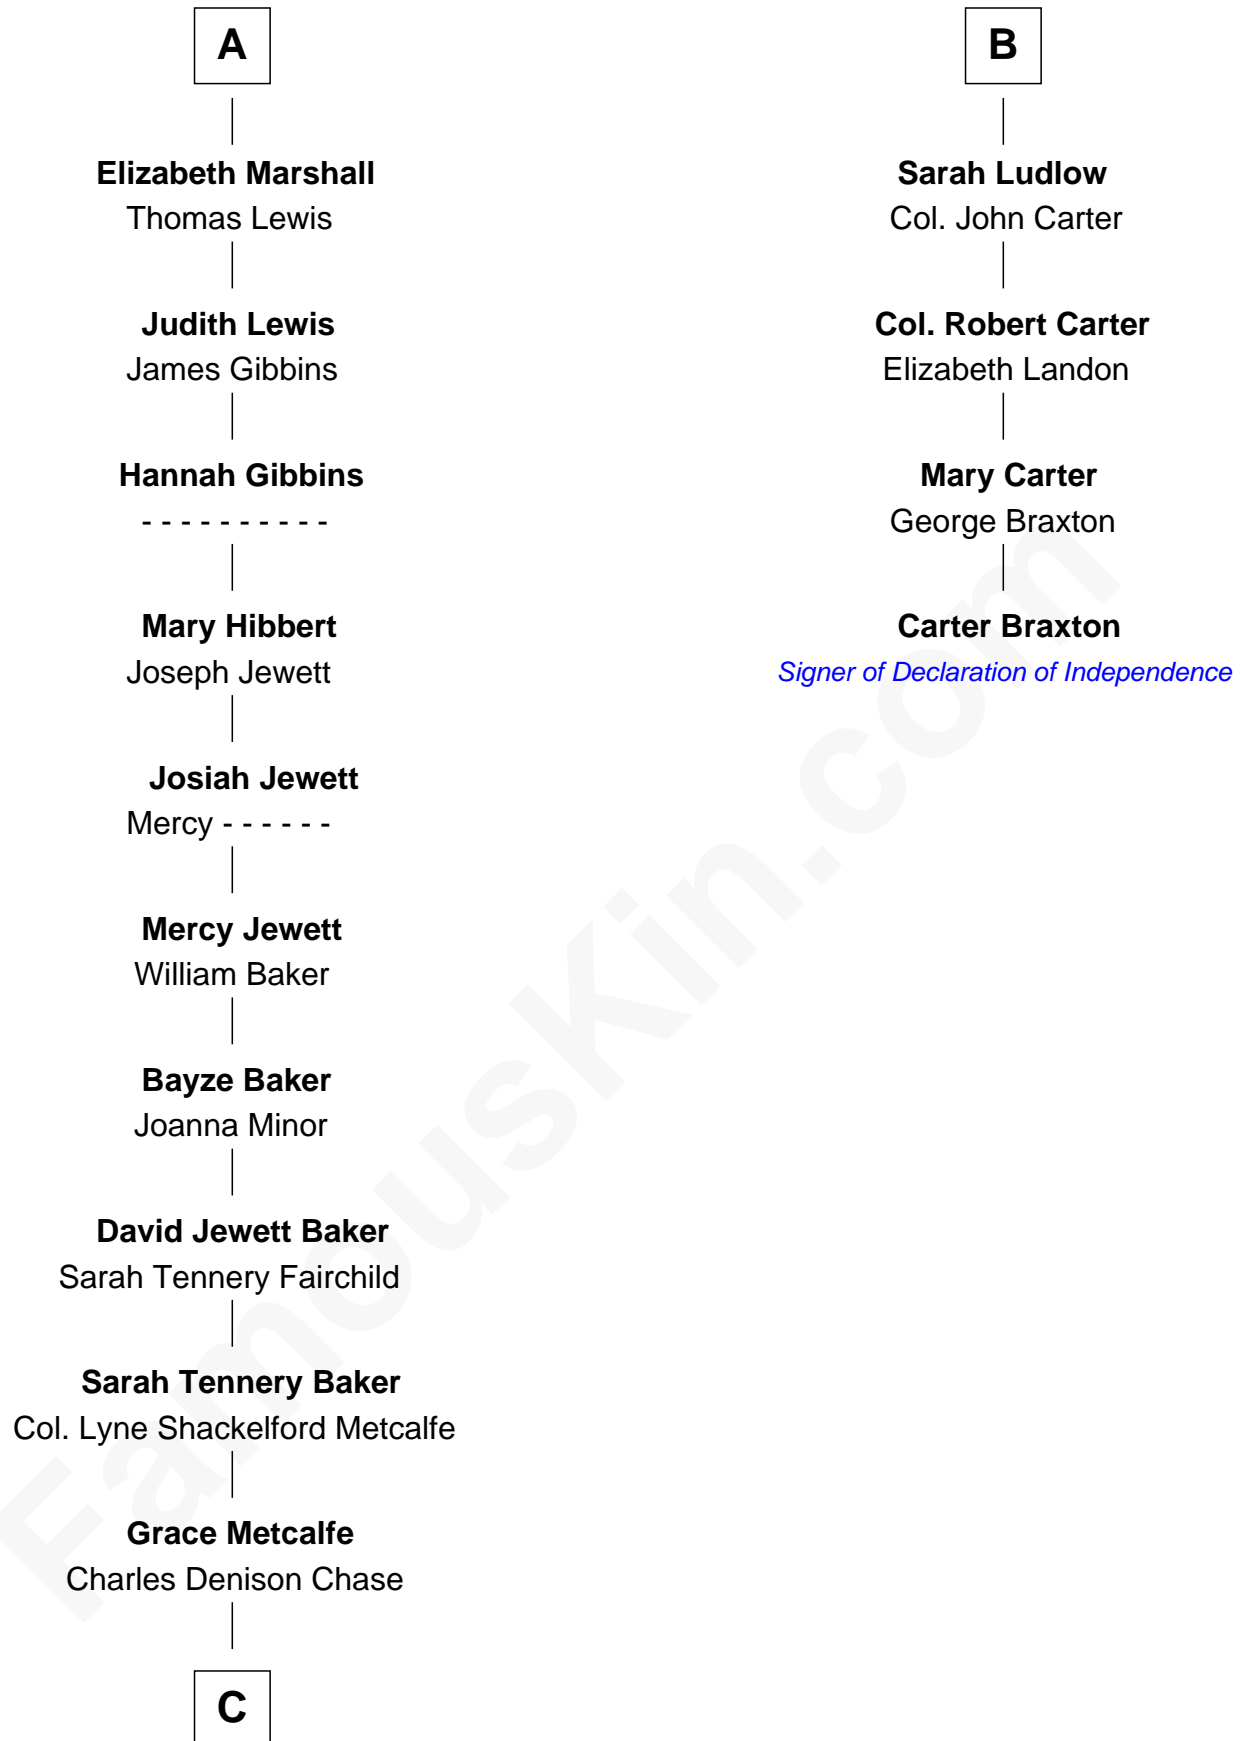 A
Elizabeth Marshall
Thomas Lewis
Judith Lewis
James Gibbins
Hannah Gibbins
- - - - - - - - - -
Mary Hibbert
Joseph Jewett
Josiah Jewett
Mercy - - - - - -
Mercy Jewett
William Baker
Bayze Baker
Joanna Minor
David Jewett Baker
Sarah Tennery Fairchild
Sarah Tennery Baker
Col. Lyne Shackelford Metcalfe
Grace Metcalfe
Charles Denison Chase
C
B
Sarah Ludlow
Col. John Carter
Col. Robert Carter
Elizabeth Landon
Mary Carter
George Braxton
Carter Braxton
Signer of Declaration of Independence
FamousKin.com